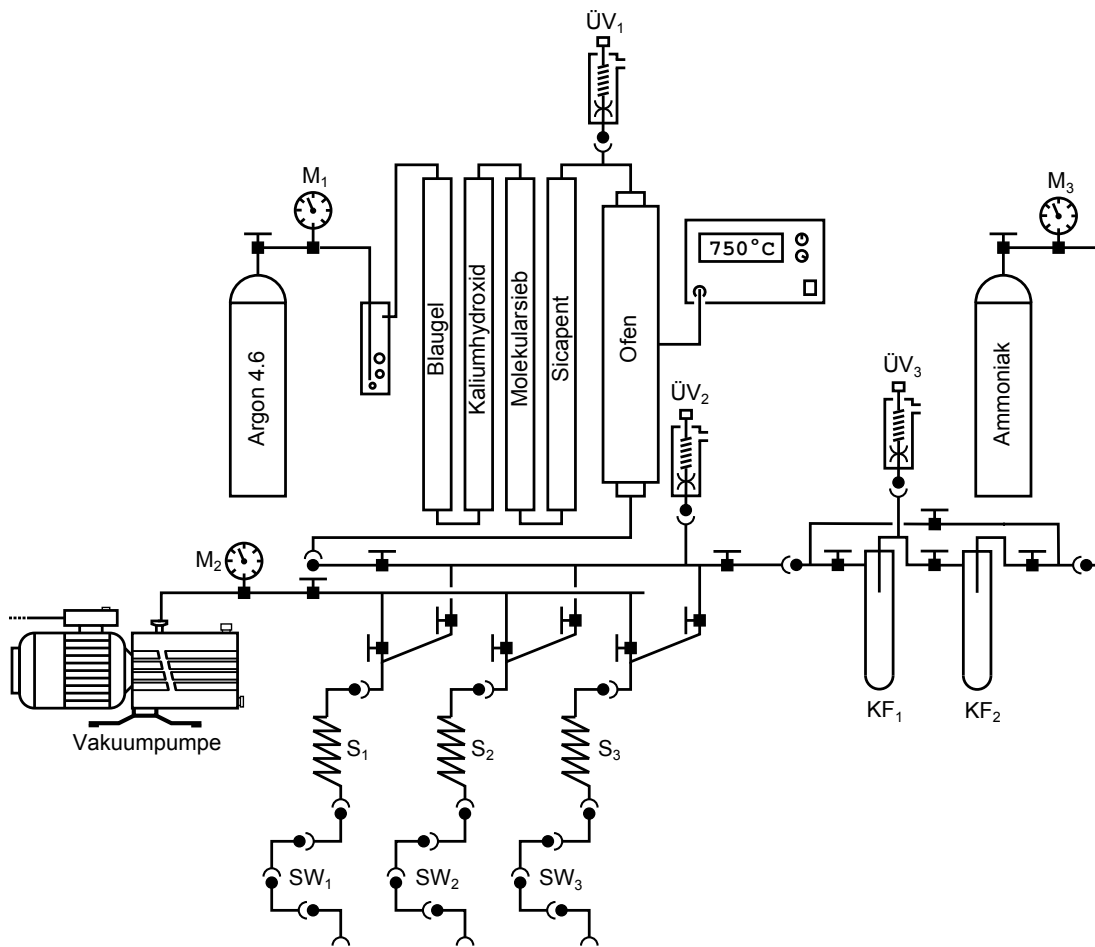 ÜV₁
M₁
M₃
750°C
Argon 4.6
Blaugel
Kaliumhydroxid
Molekularsieb
Sicapent
Ofen
Ammoniak
ÜV₂
ÜV₃
M₂
KF₁
KF₂
Vakuumpumpe
S₁
S₂
S₃
SW₁
SW₂
SW₃